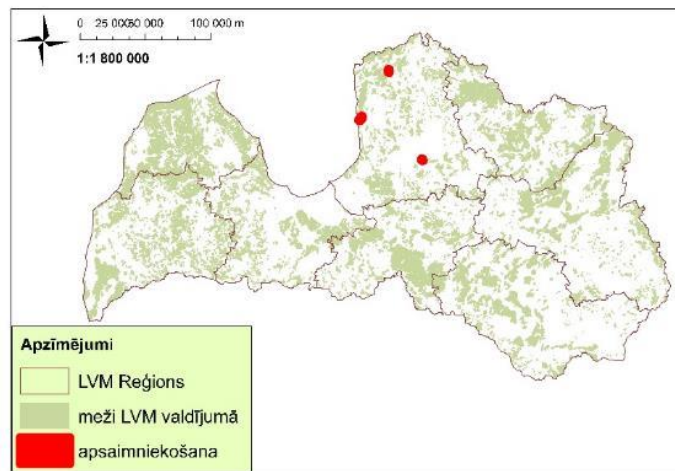 0 25 000 50 000 100 000 m
1:1 800 000
Apzīmējumi
LVM Reģions
meži LVM valdījumā
apsaimniekošana